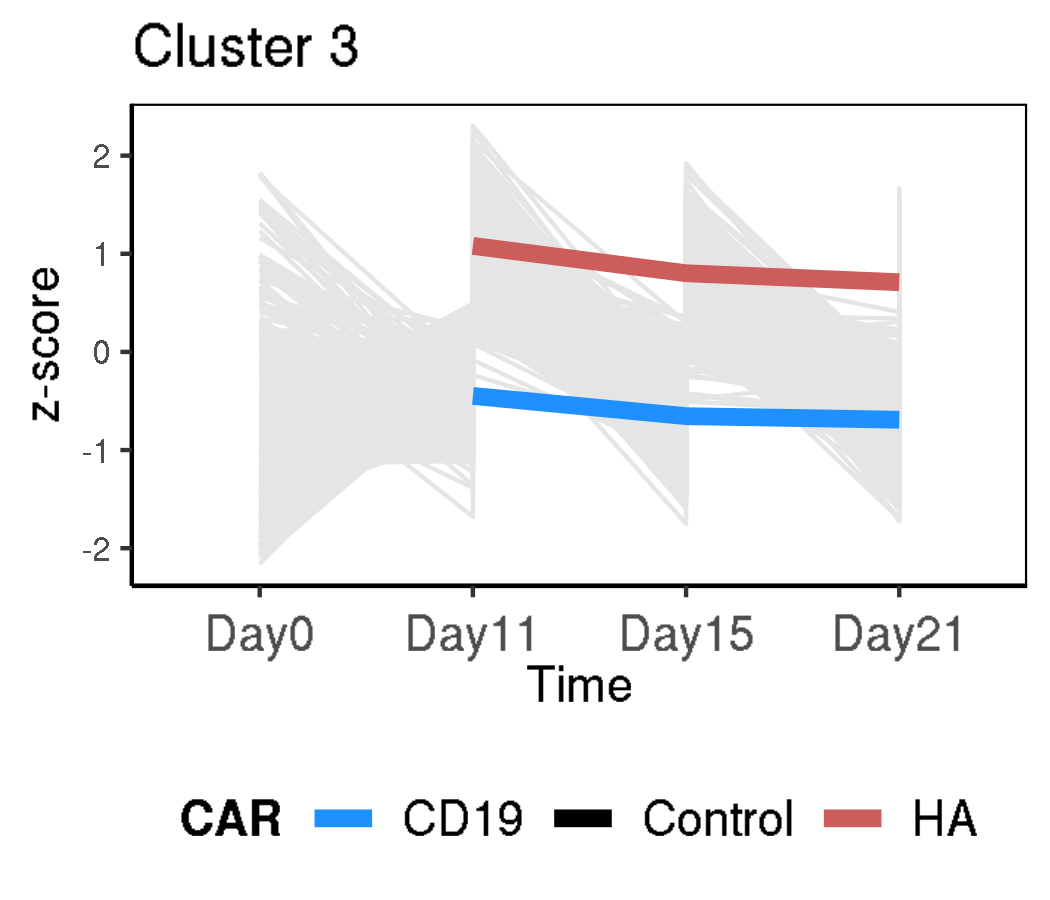 Cluster 3
2
1
0
-1
-2
z-score
Day0 Day11 Day15 Day21
Time
CAR CD19 Control HA